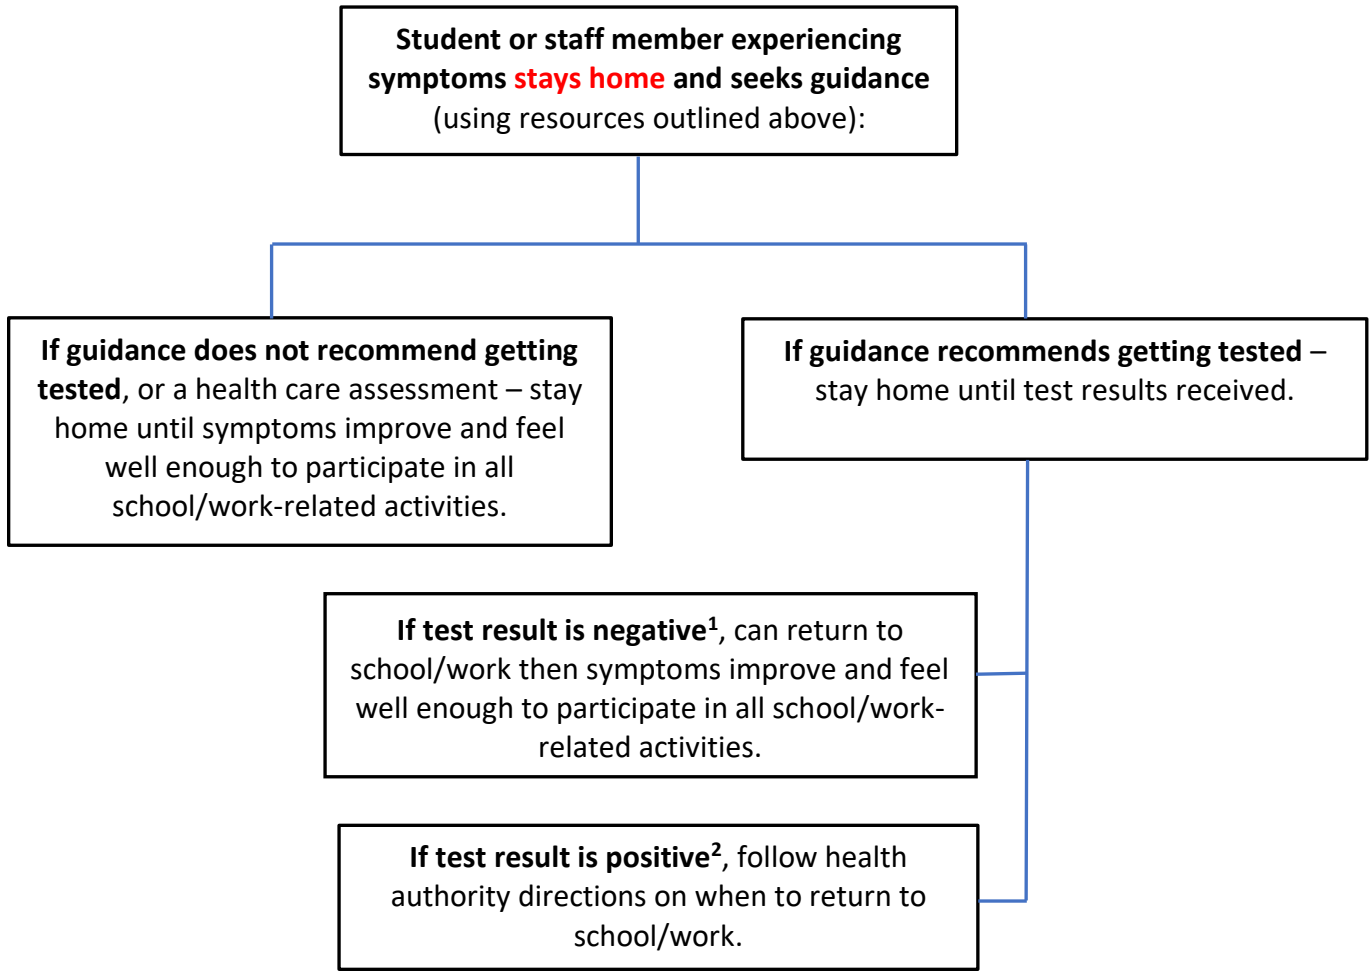 Student or staff member experiencing
symptoms stays home and seeks guidance
(using resources outlined above):
If guidance does not recommend getting
tested, or a health care assessment – stay
home until symptoms improve and feel
well enough to participate in all
school/work-related activities.
If guidance recommends getting tested –
stay home until test results received.
If test result is negative¹, can return to
school/work then symptoms improve and feel
well enough to participate in all school/work-
related activities.
If test result is positive², follow health
authority directions on when to return to
school/work.